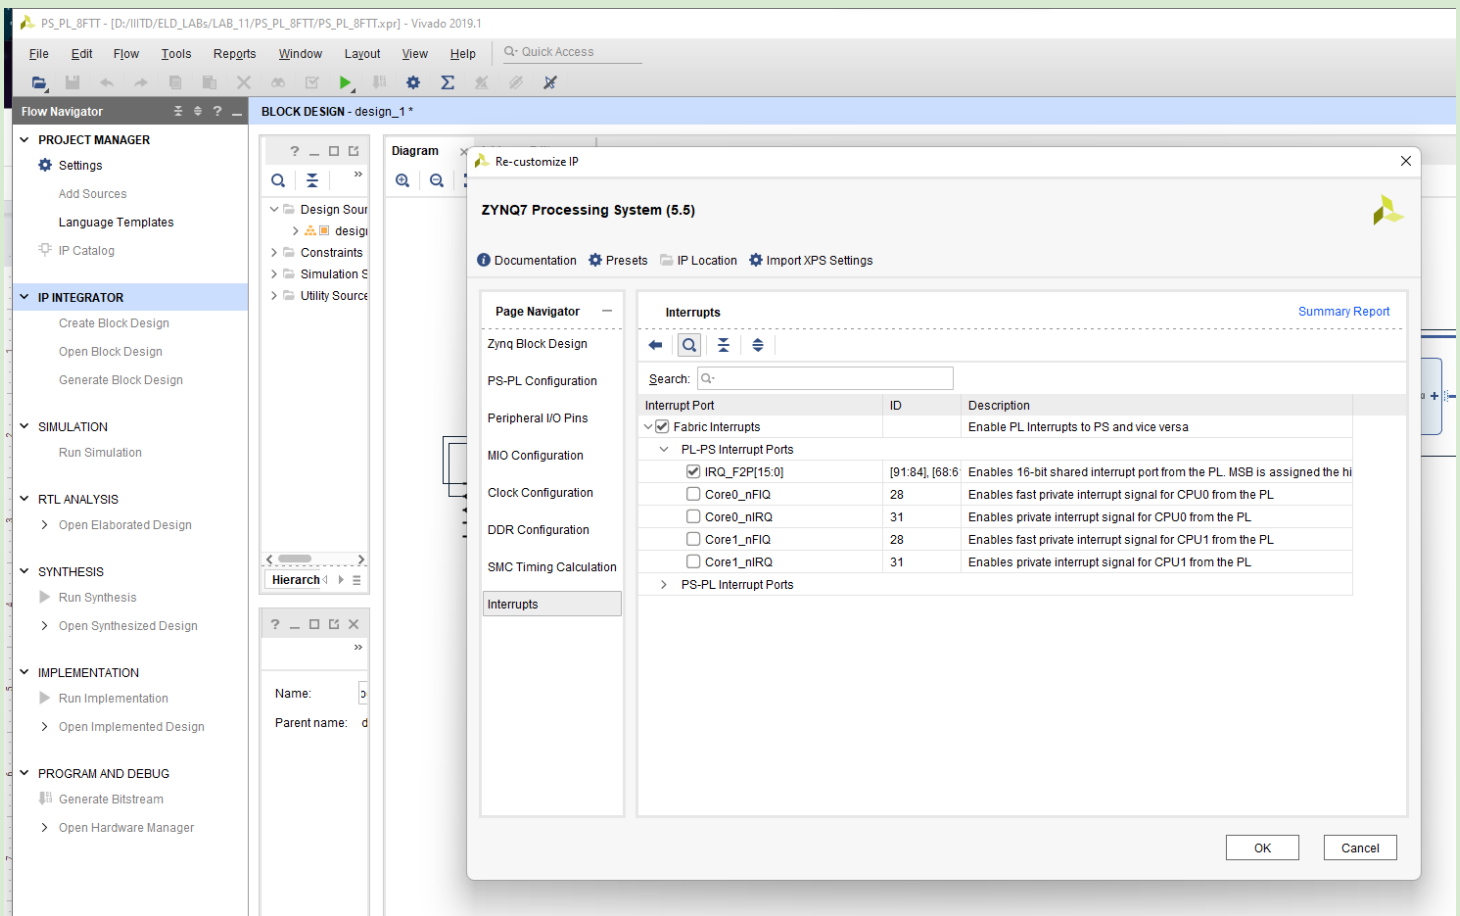 PS_PL_8FTT - [D:/IIITD/ELD_LABs/LAB_11/PS_PL_8FTT/PS_PL_8FTT.xpr] - Vivado 2019.1
File Edit Flow Tools Reports Window Layout View Help Quick Access
Flow Navigator
BLOCK DESIGN - design_1 *
PROJECT MANAGER
Settings
Add Sources
Language Templates
IP Catalog
IP INTEGRATOR
Create Block Design
Open Block Design
Generate Block Design
SIMULATION
Run Simulation
RTL ANALYSIS
Open Elaborated Design
SYNTHESIS
Run Synthesis
Open Synthesized Design
IMPLEMENTATION
Run Implementation
Open Implemented Design
PROGRAM AND DEBUG
Generate Bitstream
Open Hardware Manager
Design Sour
desig
Constraints
Simulation S
Utility Source
Hierarch
Name:
Parent name: d
Diagram
Re-customize IP
ZYNQ7 Processing System (5.5)
Documentation Presets IP Location Import XPS Settings
Page Navigator
Zynq Block Design
PS-PL Configuration
Peripheral I/O Pins
MIO Configuration
Clock Configuration
DDR Configuration
SMC Timing Calculation
Interrupts
Interrupts Summary Report
Search:
Interrupt Port ID Description
Fabric Interrupts Enable PL Interrupts to PS and vice versa
PL-PS Interrupt Ports
IRQ_F2P[15:0] [91:84], [68:6 Enables 16-bit shared interrupt port from the PL. MSB is assigned the hi
Core0_nFIQ 28 Enables fast private interrupt signal for CPU0 from the PL
Core0_nIRQ 31 Enables private interrupt signal for CPU0 from the PL
Core1_nFIQ 28 Enables fast private interrupt signal for CPU1 from the PL
Core1_nIRQ 31 Enables private interrupt signal for CPU1 from the PL
PS-PL Interrupt Ports
OK Cancel